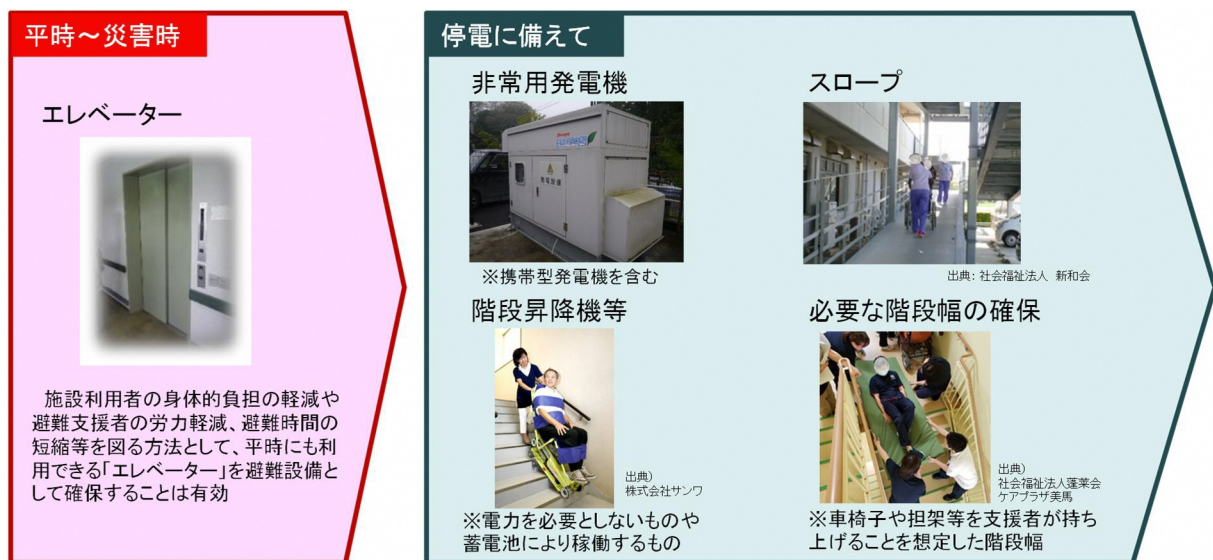 平時～災害時
エレベーター
施設利用者の身体的負担の軽減や
避難支援者の労力軽減、避難時間の
短縮等を図る方法として、平時にも利
用できる「エレベーター」を避難設備と
して確保することは有効
停電に備えて
非常用発電機
発電設備
※携帯型発電機を含む
スロープ
出典：社会福祉法人 新和会
階段昇降機等
出典）
株式会社サンワ
※電力を必要としないものや
蓄電池により稼働するもの
必要な階段幅の確保
出典）
社会福祉法人蓬莱会
ケアプラザ美馬
※車椅子や担架等を支援者が持ち
上げることを想定した階段幅